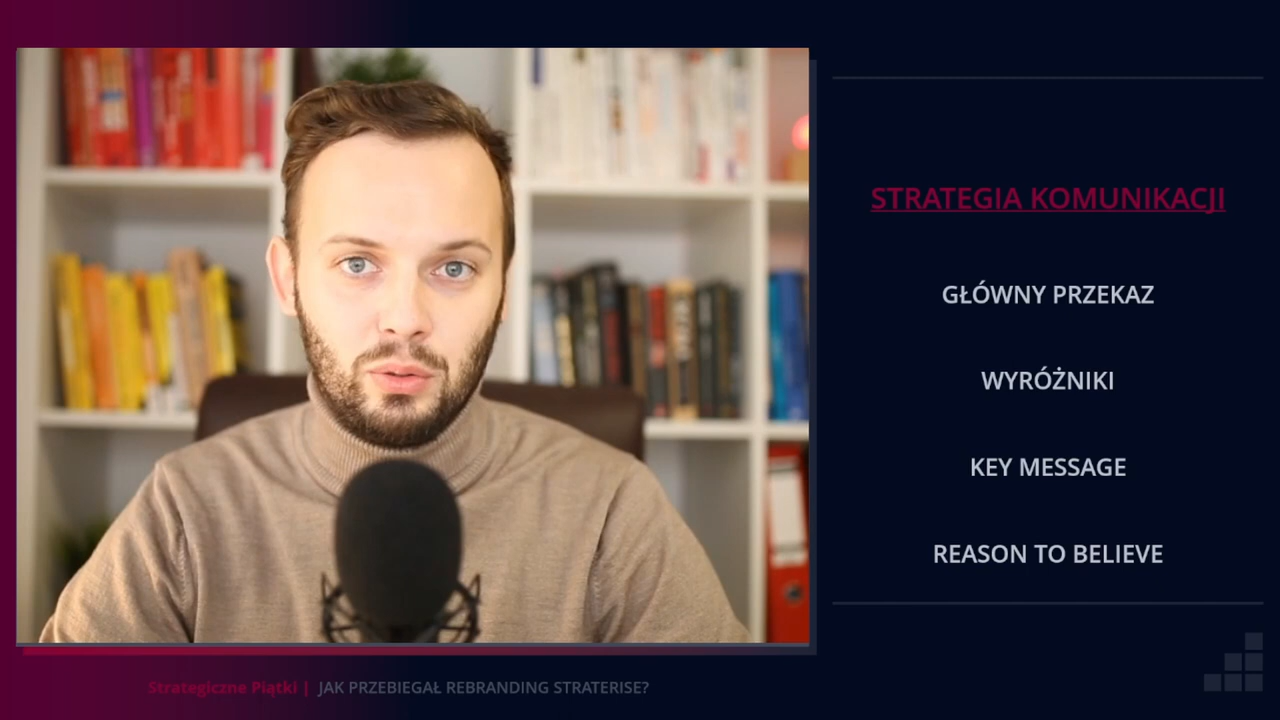 STRATEGIA KOMUNIKACJI
GŁÓWNY PRZEKAZ
WYRÓŻNIKI
KEY MESSAGE
REASON TO BELIEVE
Strategiczne Piątki | JAK PRZEBIEGAŁ REBRANDING STRATERISE?